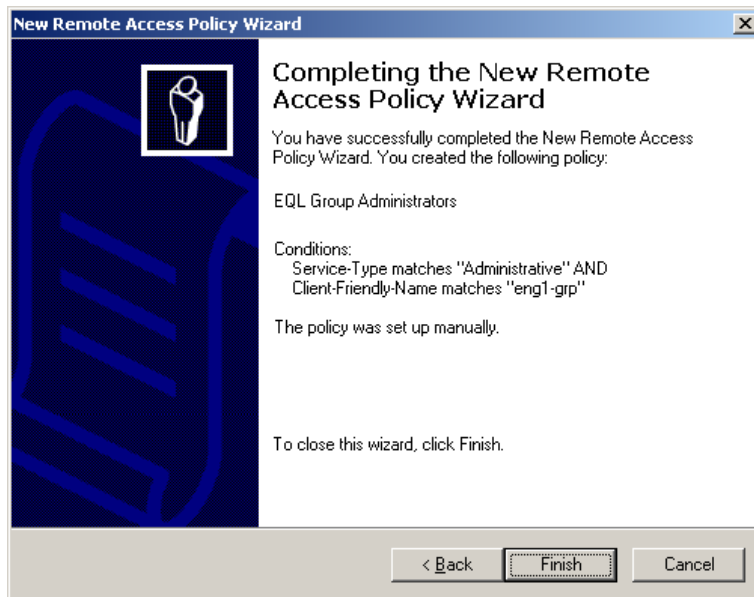 New Remote Access Policy Wizard
Completing the New Remote
Access Policy Wizard
You have successfully completed the New Remote Access
Policy Wizard. You created the following policy:
EQL Group Administrators
Conditions:
Service-Type matches "Administrative" AND
Client-Friendly-Name matches "eng1-grp"
The policy was set up manually.
To close this wizard, click Finish.
< Back
Finish
Cancel